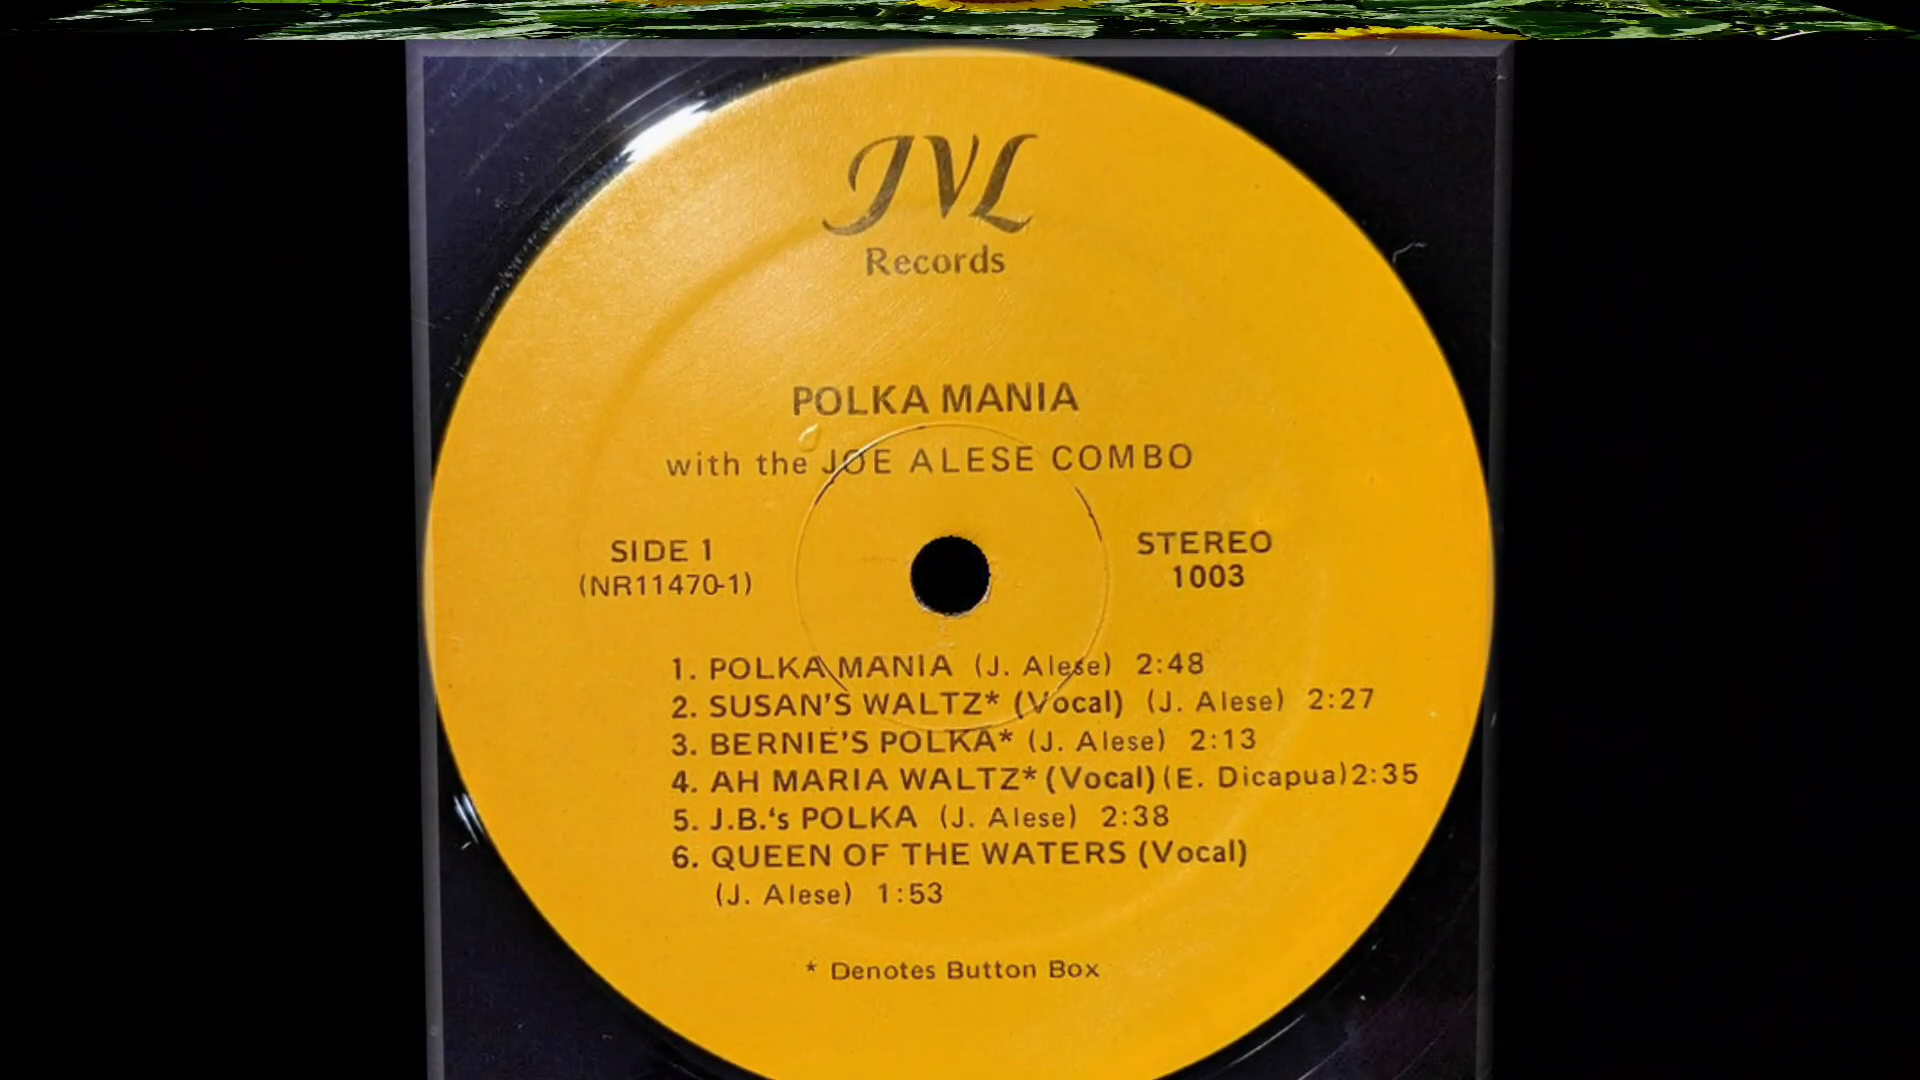 JVL
Records
POLKA MANIA
with the JOE ALESE COMBO
SIDE 1
(NR11470-1)
STEREO
1003
1. POLKA MANIA (J. Alese) 2:48
2. SUSAN'S WALTZ* (Vocal) (J. Alese) 2:27
3. BERNIE'S POLKA* (J. Alese) 2:13
4. AH MARIA WALTZ* (Vocal) (E. Dicapua) 2:35
5. J.B.'s POLKA (J. Alese) 2:38
6. QUEEN OF THE WATERS (Vocal)
(J. Alese) 1:53
* Denotes Button Box